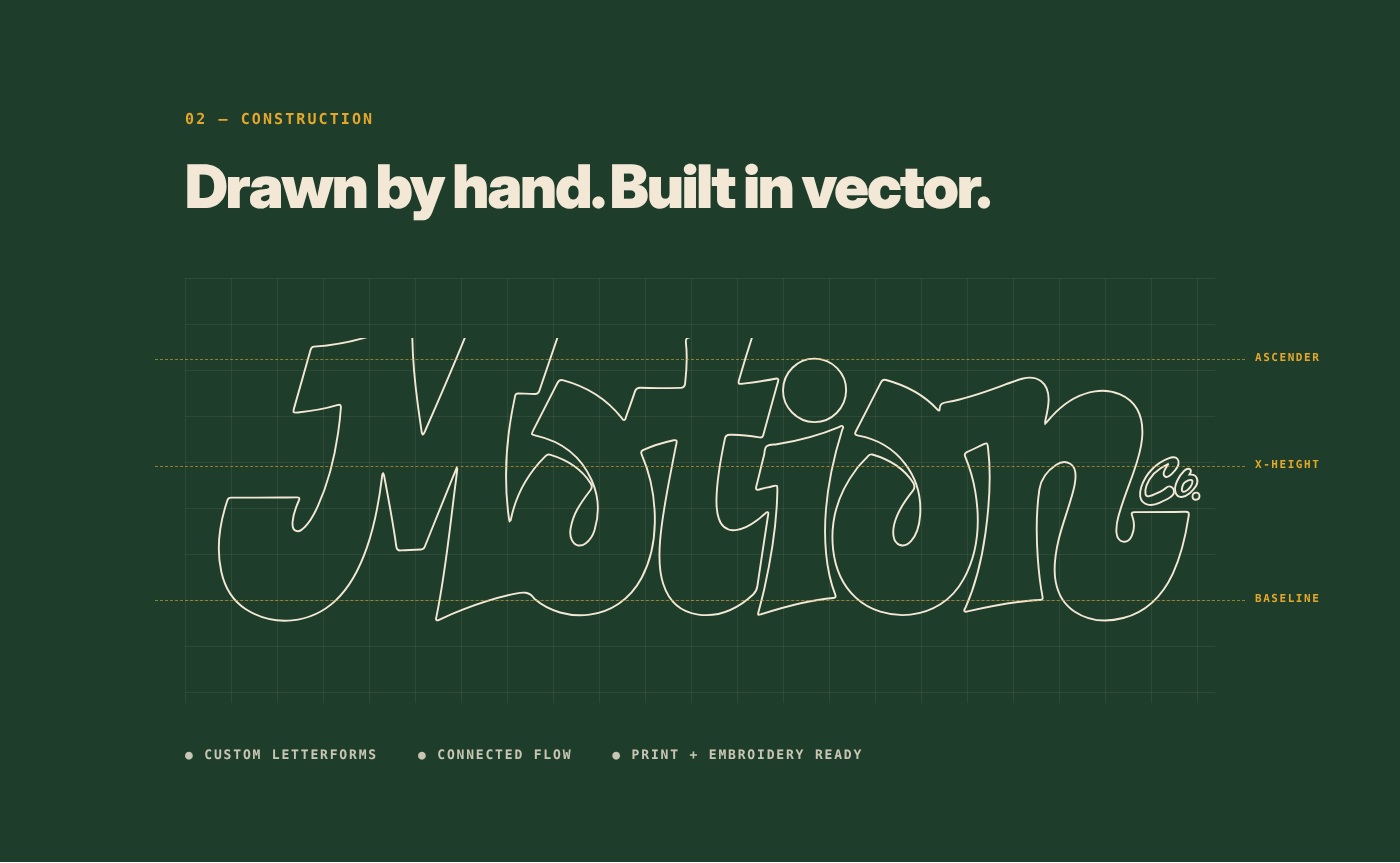 02 — CONSTRUCTION
Drawn by hand. Built in vector.
ASCENDER
Motion
X-HEIGHT
Co.
BASELINE
● CUSTOM LETTERFORMS ● CONNECTED FLOW ● PRINT + EMBROIDERY READY